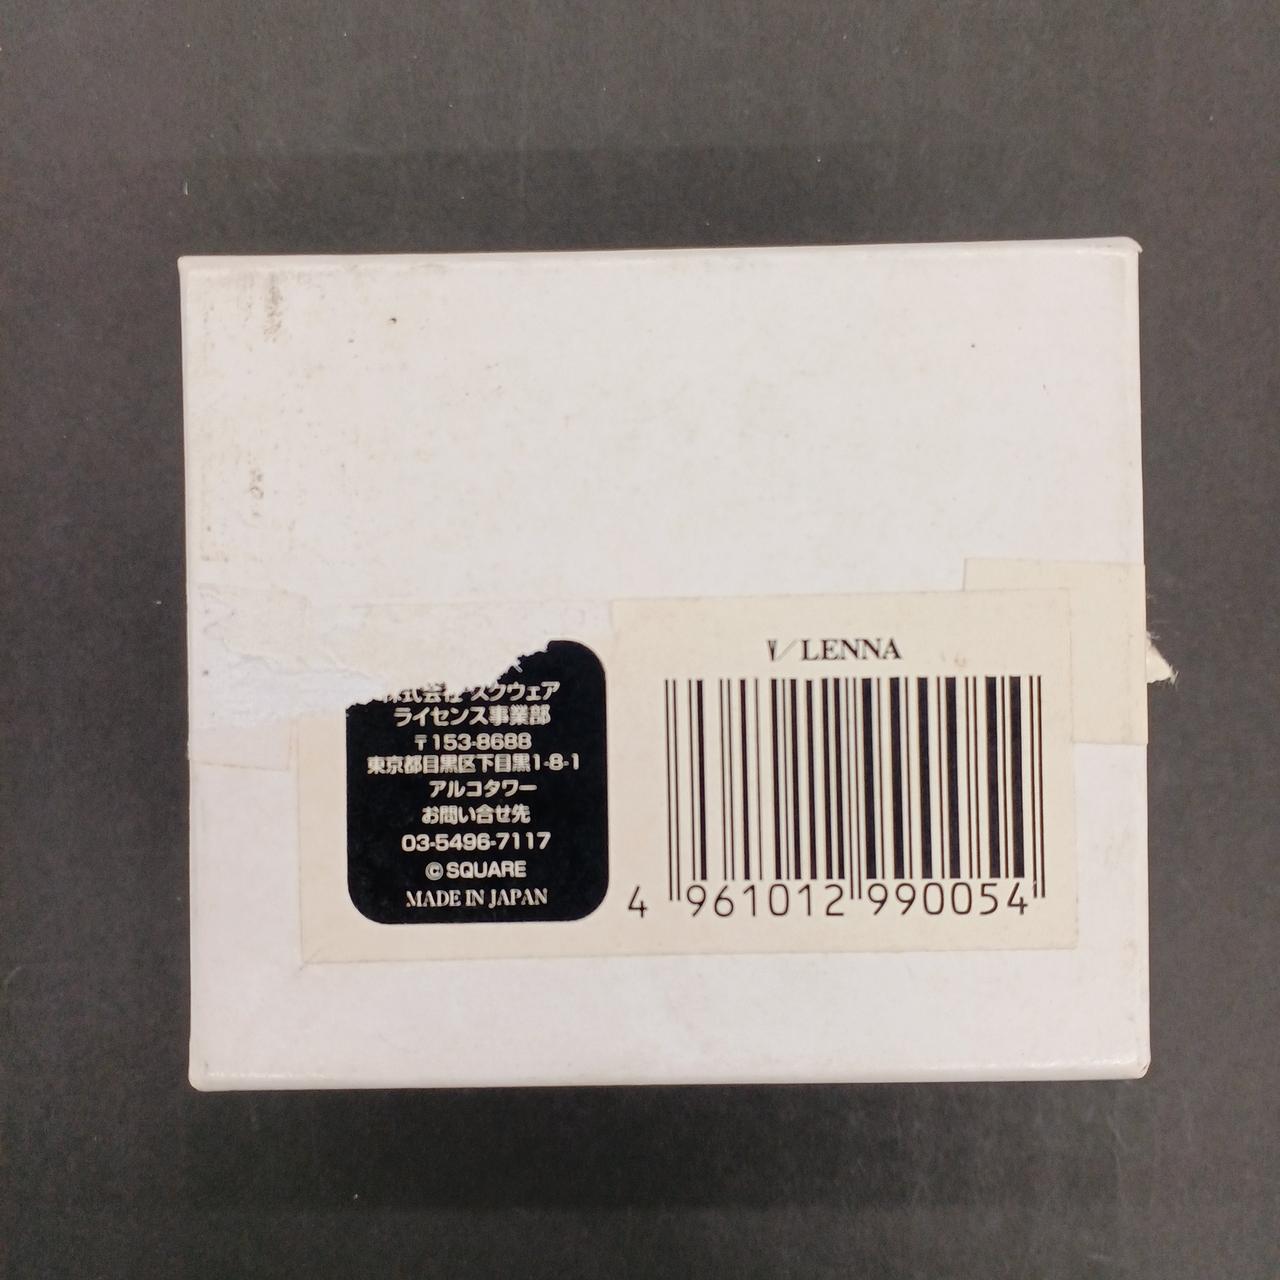 株式会社 スクウェア
ライセンス事業部
〒153-8688
東京都目黒区下目黒1-8-1
アルコタワー
お問い合せ先
03-5496-7117
© SQUARE
MADE IN JAPAN
V/LENNA
4 961012 990054